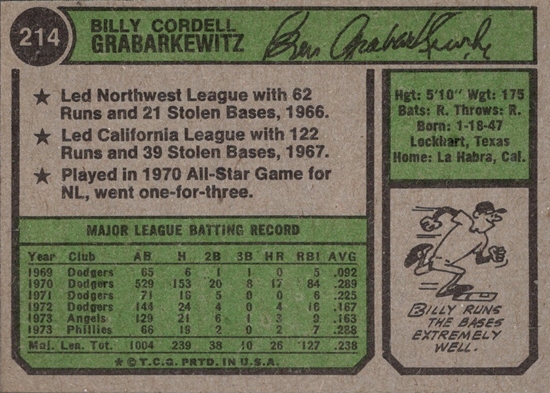 214
BILLY CORDELL
GRABARKEWITZ
★ Led Northwest League with 62
Runs and 21 Stolen Bases, 1966.
★ Led California League with 122
Runs and 39 Stolen Bases, 1967.
★ Played in 1970 All-Star Game for
NL, went one-for-three.
Hgt: 5'10" Wgt: 175
Bats: R. Throws: R.
Born: 1-18-47
Lockhart, Texas
Home: La Habra, Cal.
MAJOR LEAGUE BATTING RECORD
Year Club AB H 2B 3B HR RBI AVG
1969 Dodgers 65 6 1 1 0 5 .092
1970 Dodgers 529 153 20 8 17 84 .289
1971 Dodgers 71 16 5 0 0 6 .225
1972 Dodgers 144 24 4 0 4 16 .167
1973 Angels 129 21 6 1 3 9 .163
1973 Phillies 66 19 2 0 2 7 .288
Maj. Lea. Tot. 1004 239 38 10 26 127 .238
* © T.C.G. PRTD. IN U.S.A.
BILLY RUNS
THE BASES
EXTREMELY
WELL.